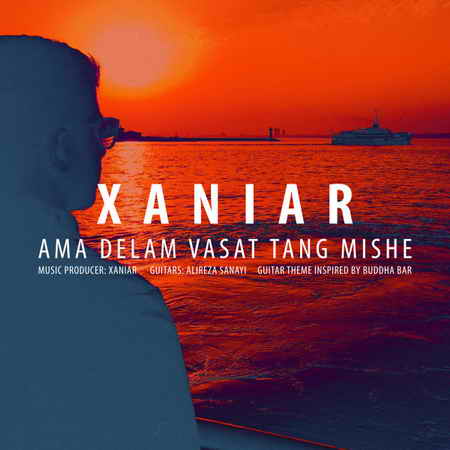 XANIAR
AMA DELAM VASAT TANG MISHE
MUSIC PRODUCER: XANIAR GUITARS: ALIREZA SANAYI GUITAR THEME INSPIRED BY BUDDHA BAR